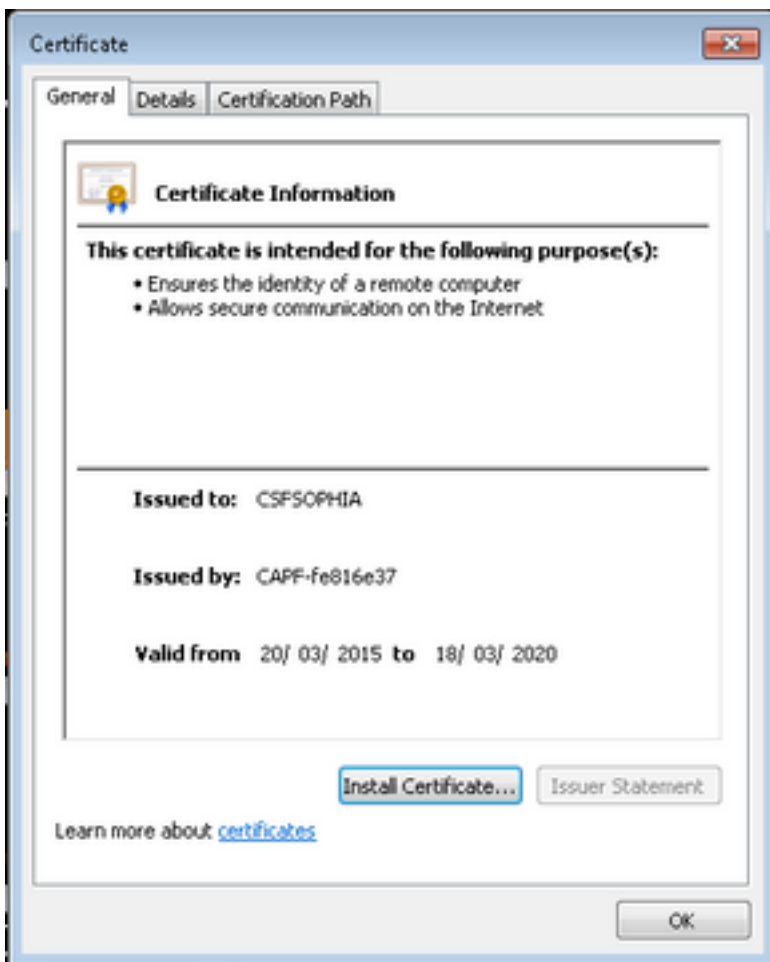 Certificate
General Details Certification Path
Certificate Information
This certificate is intended for the following purpose(s):
• Ensures the identity of a remote computer
• Allows secure communication on the Internet
Issued to: CSFSOPHIA
Issued by: CAPF-fe816e37
Valid from 20/ 03/ 2015 to 18/ 03/ 2020
Install Certificate... Issuer Statement
Learn more about certificates
OK